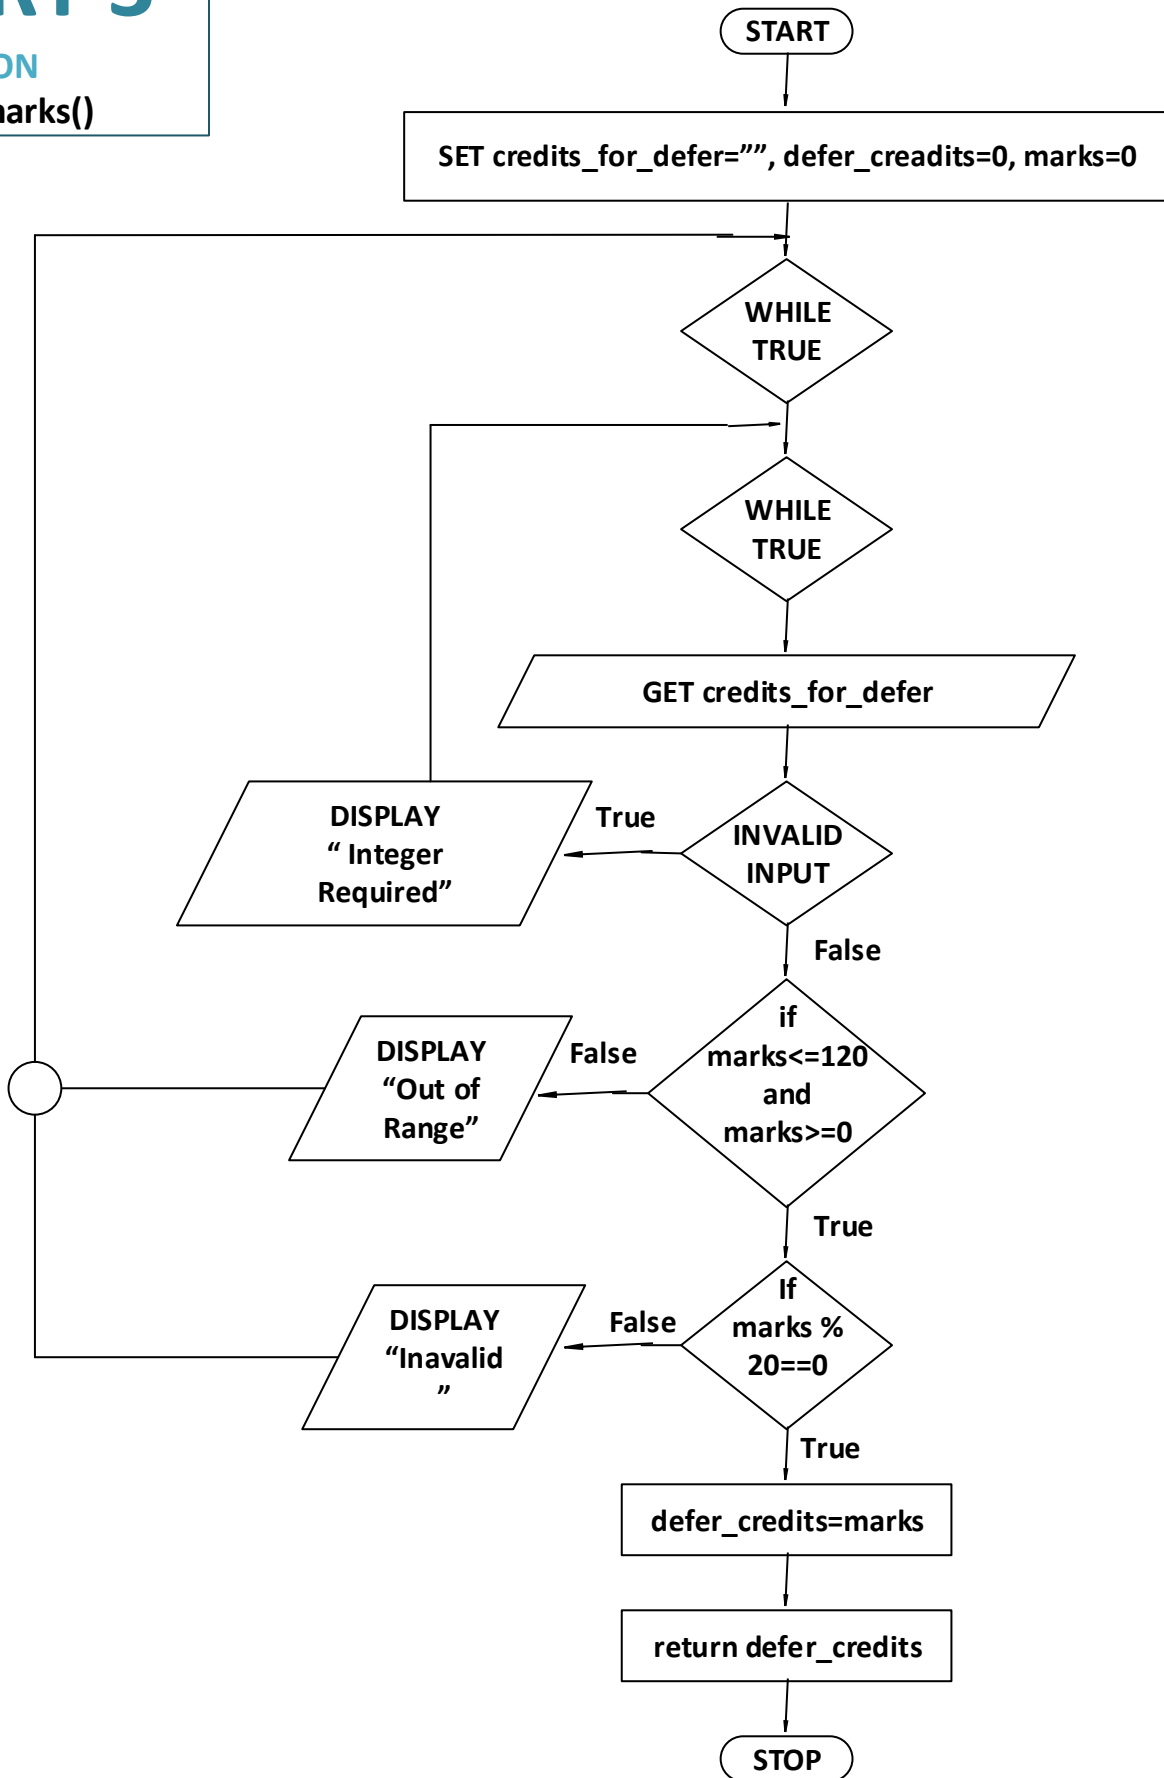 START
SET credits_for_defer="”, defer_creadits=0, marks=0
WHILE
TRUE
WHILE
TRUE
GET credits_for_defer
DISPLAY
“ Integer
Required”
True
INVALID
INPUT
False
if
marks<=120
and
marks>=0
DISPLAY
“Out of
Range”
False
True
If
marks %
20==0
DISPLAY
“Inavalid
”
False
True
defer_credits=marks
return defer_credits
STOP